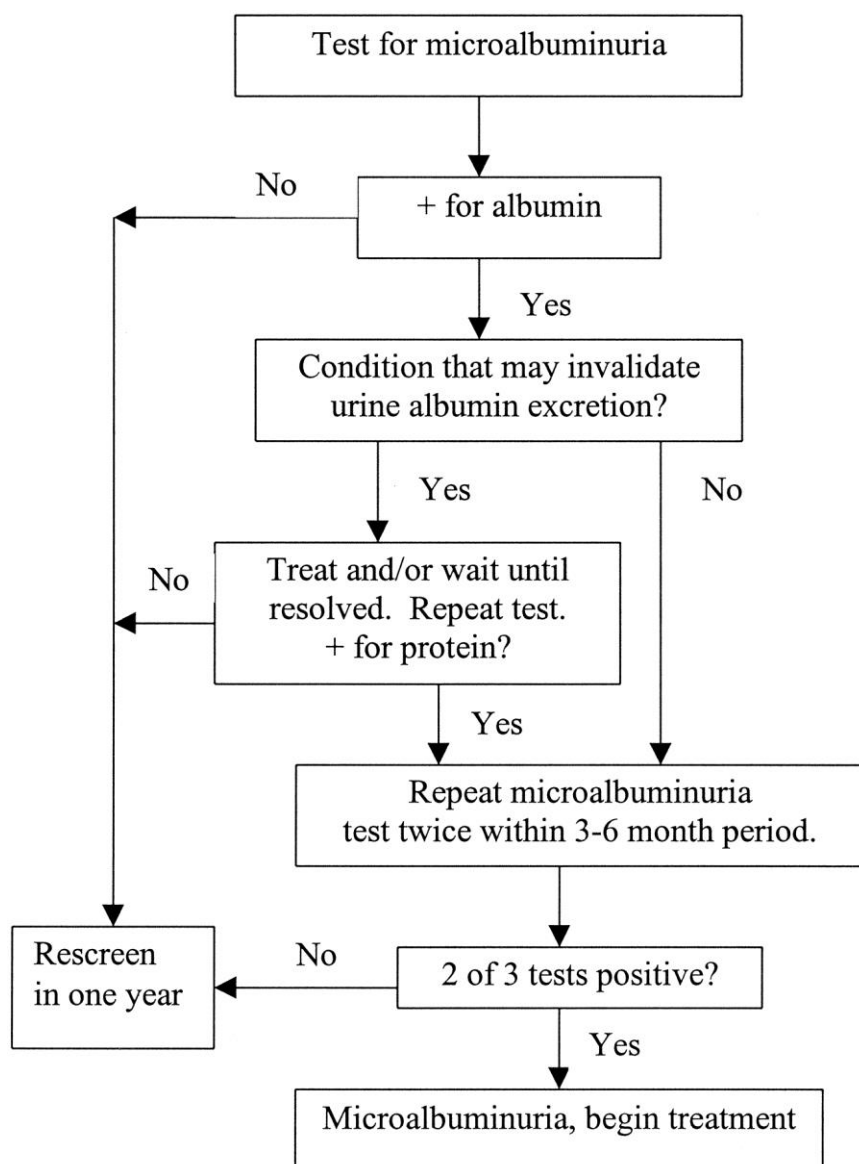 Test for microalbuminuria
No
+ for albumin
Yes
Condition that may invalidate
urine albumin excretion?
Yes
No
No
Treat and/or wait until
resolved.  Repeat test.
+ for protein?
Yes
Repeat microalbuminuria
test twice within 3-6 month period.
Rescreen
in one year
No
2 of 3 tests positive?
Yes
Microalbuminuria, begin treatment